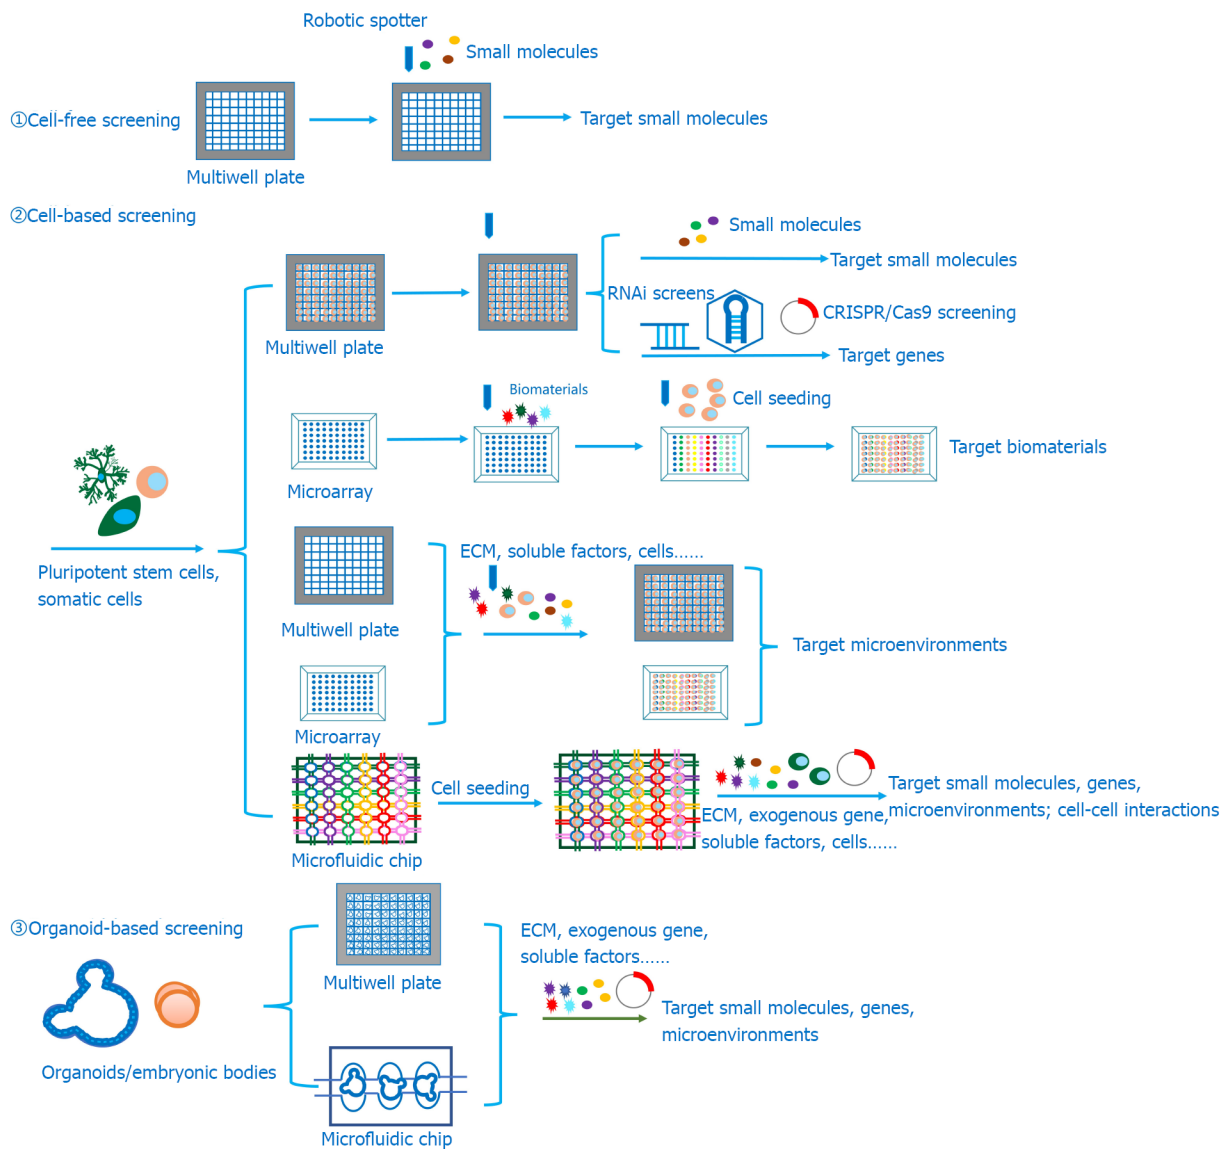 Robotic spotter
Small molecules
①Cell-free screening
Target small molecules
Multiwell plate
②Cell-based screening
Small molecules
Target small molecules
RNAi screens
CRISPR/Cas9 screening
Multiwell plate
Target genes
Biomaterials
Cell seeding
Target biomaterials
Microarray
Pluripotent stem cells,
somatic cells
ECM, soluble factors, cells......
Multiwell plate
Target microenvironments
Microarray
Cell seeding
Target small molecules, genes,
microenvironments; cell-cell interactions
ECM, exogenous gene,
soluble factors, cells......
Microfluidic chip
③Organoid-based screening
ECM, exogenous gene,
soluble factors......
Multiwell plate
Target small molecules, genes,
microenvironments
Organoids/embryonic bodies
Microfluidic chip